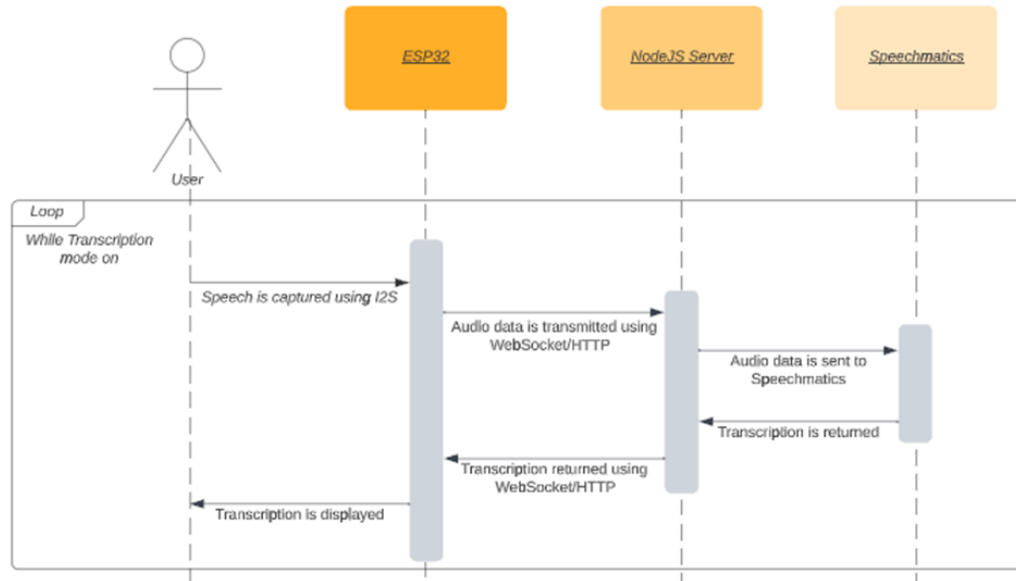 ESP32
NodeJS Server
Speechmatics
User
Loop
While Transcription
mode on
Speech is captured using I2S
Audio data is transmitted using
WebSocket/HTTP
Audio data is sent to
Speechmatics
Transcription is returned
Transcription returned using
WebSocket/HTTP
Transcription is displayed